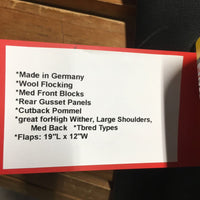 *Made in Germany
*Wool Flocking
*Med Front Blocks
*Rear Gusset Panels
*Cutback Pommel
*great forHigh Wither, Large Shoulders,
Med Back *Tbred Types
*Flaps: 19"L x 12"W